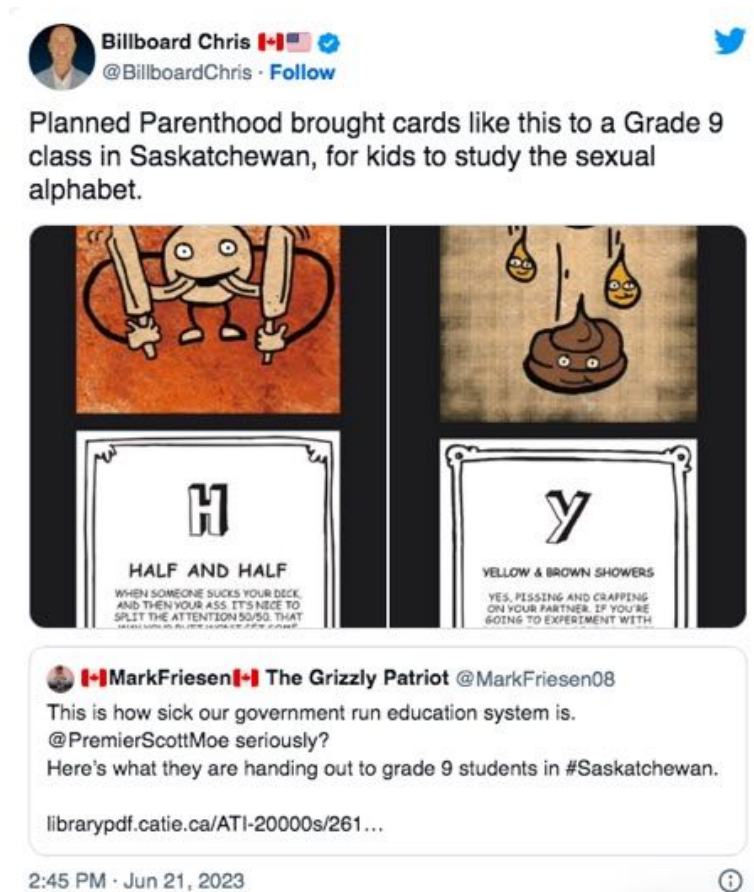 Billboard Chris
@BillboardChris · Follow
Planned Parenthood brought cards like this to a Grade 9
class in Saskatchewan, for kids to study the sexual
alphabet.
H
HALF AND HALF
WHEN SOMEONE SUCKS YOUR DICK,
AND THEN YOUR ASS. IT'S NICE TO
SPLIT THE ATTENTION 50/50. THAT
Y
YELLOW & BROWN SHOWERS
YES, PISSING AND CRAPPING
ON YOUR PARTNER. IF YOU'RE
GOING TO EXPERIMENT WITH
MarkFriesen The Grizzly Patriot @MarkFriesen08
This is how sick our government run education system is.
@PremierScottMoe seriously?
Here's what they are handing out to grade 9 students in #Saskatchewan.
librarypdf.catie.ca/ATI-20000s/261...
2:45 PM · Jun 21, 2023